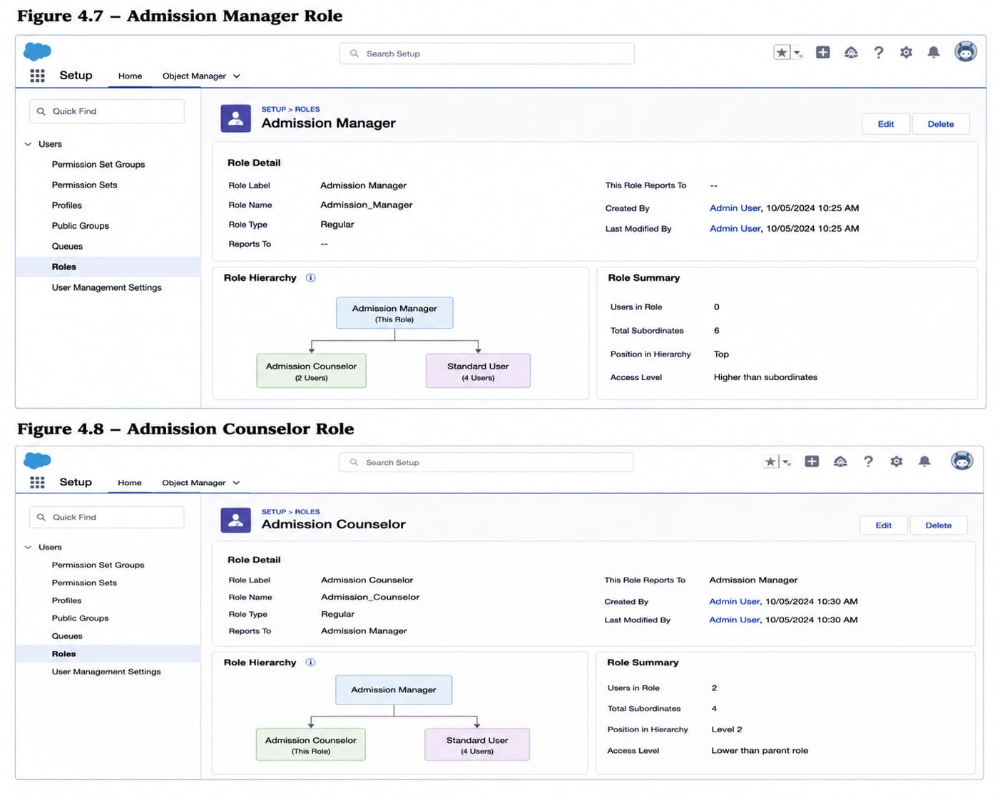 Figure 4.7 – Admission Manager Role
Search Setup
Setup Home Object Manager
Quick Find
Users
Permission Set Groups
Permission Sets
Profiles
Public Groups
Queues
Roles
User Management Settings
SETUP > ROLES
Admission Manager
Edit Delete
Role Detail
Role Label Admission Manager
Role Name Admission_Manager
Role Type Regular
Reports To --
This Role Reports To --
Created By Admin User, 10/05/2024 10:25 AM
Last Modified By Admin User, 10/05/2024 10:25 AM
Role Hierarchy
Admission Manager
(This Role)
Admission Counselor
(2 Users)
Standard User
(4 Users)
Role Summary
Users in Role 0
Total Subordinates 6
Position in Hierarchy Top
Access Level Higher than subordinates
Figure 4.8 – Admission Counselor Role
Search Setup
Setup Home Object Manager
Quick Find
Users
Permission Set Groups
Permission Sets
Profiles
Public Groups
Queues
Roles
User Management Settings
SETUP > ROLES
Admission Counselor
Edit Delete
Role Detail
Role Label Admission Counselor
Role Name Admission_Counselor
Role Type Regular
Reports To Admission Manager
This Role Reports To Admission Manager
Created By Admin User, 10/05/2024 10:30 AM
Last Modified By Admin User, 10/05/2024 10:30 AM
Role Hierarchy
Admission Manager
Admission Counselor
(This Role)
Standard User
(4 Users)
Role Summary
Users in Role 2
Total Subordinates 4
Position in Hierarchy Level 2
Access Level Lower than parent role